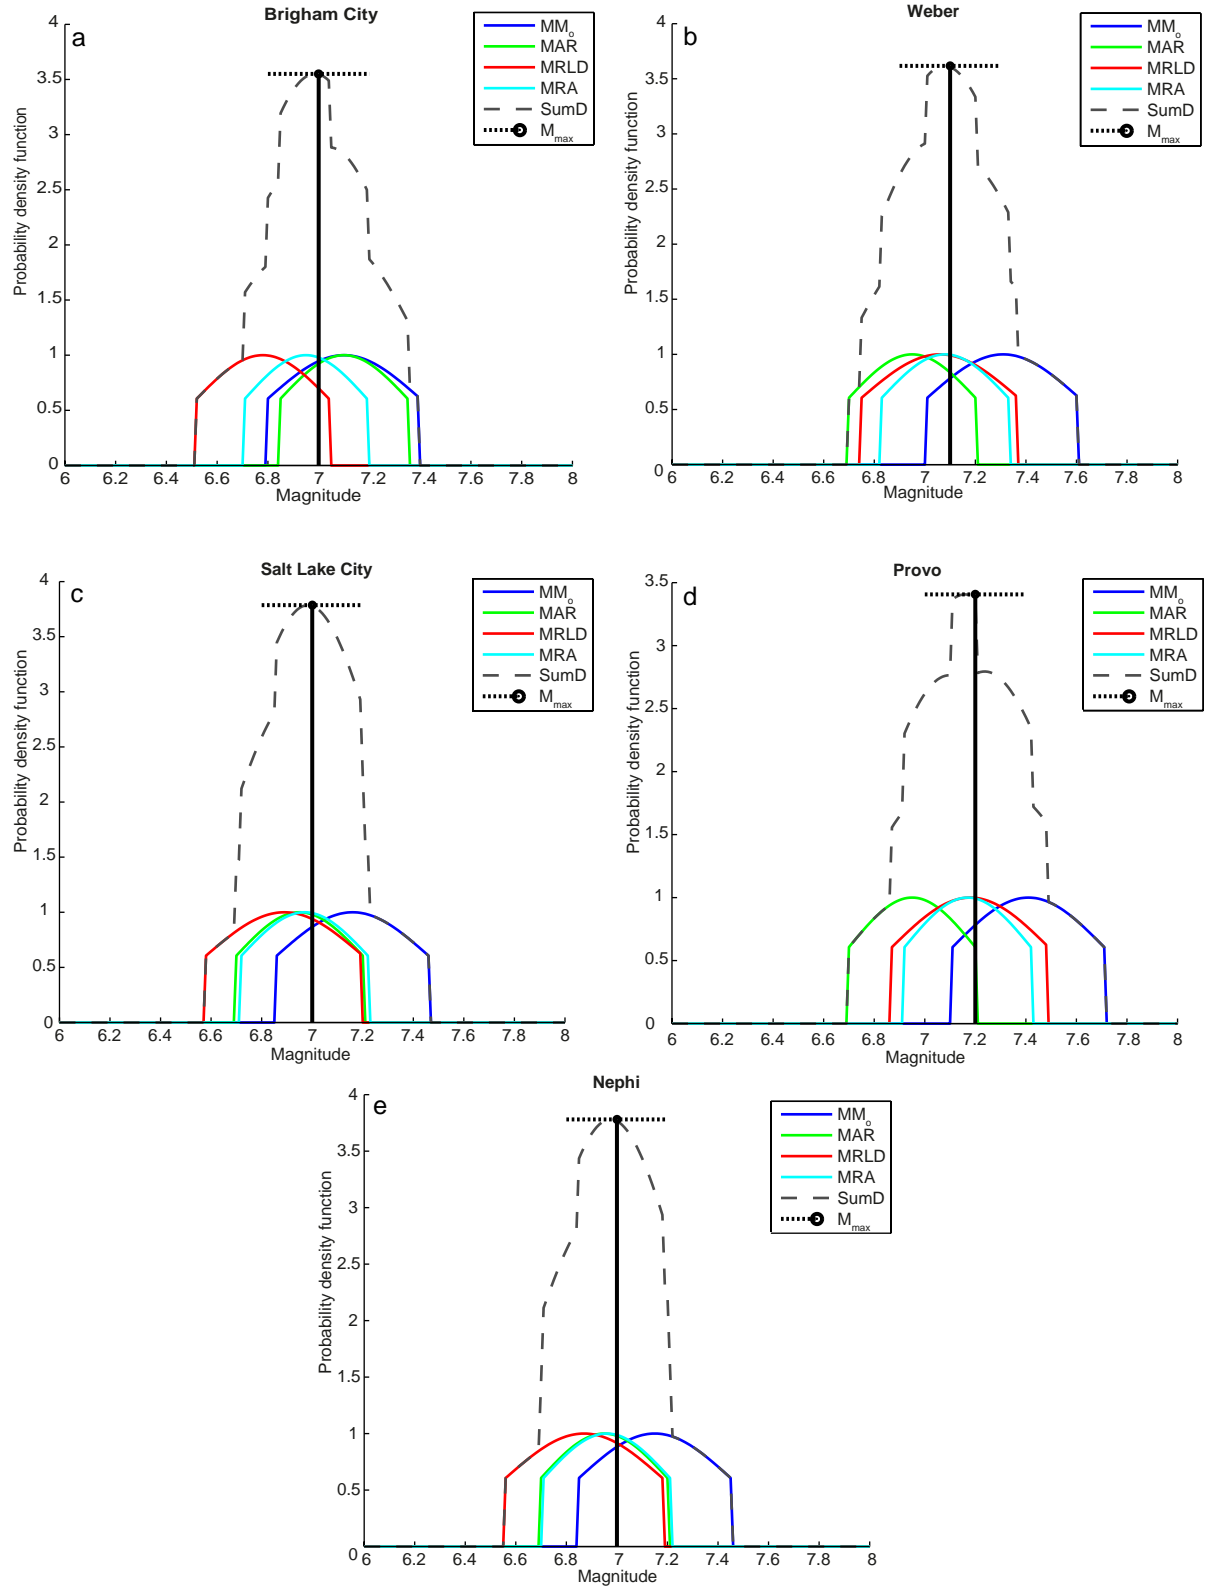 Brigham City
a
Probability density function
4
3.5
3
2.5
2
1.5
1
0.5
0
6 6.2 6.4 6.6 6.8 7 7.2 7.4 7.6 7.8 8
Magnitude
MMo
MAR
MRLD
MRA
SumD
Mmax
Weber
b
Probability density function
4
3.5
3
2.5
2
1.5
1
0.5
0
6 6.2 6.4 6.6 6.8 7 7.2 7.4 7.6 7.8 8
Magnitude
MMo
MAR
MRLD
MRA
SumD
Mmax
Salt Lake City
c
Probability density function
4
3.5
3
2.5
2
1.5
1
0.5
0
6 6.2 6.4 6.6 6.8 7 7.2 7.4 7.6 7.8 8
Magnitude
MMo
MAR
MRLD
MRA
SumD
Mmax
Provo
d
Probability density function
3.5
3
2.5
2
1.5
1
0.5
0
6 6.2 6.4 6.6 6.8 7 7.2 7.4 7.6 7.8 8
Magnitude
MMo
MAR
MRLD
MRA
SumD
Mmax
Nephi
e
Probability density function
4
3.5
3
2.5
2
1.5
1
0.5
0
6 6.2 6.4 6.6 6.8 7 7.2 7.4 7.6 7.8 8
Magnitude
MMo
MAR
MRLD
MRA
SumD
Mmax